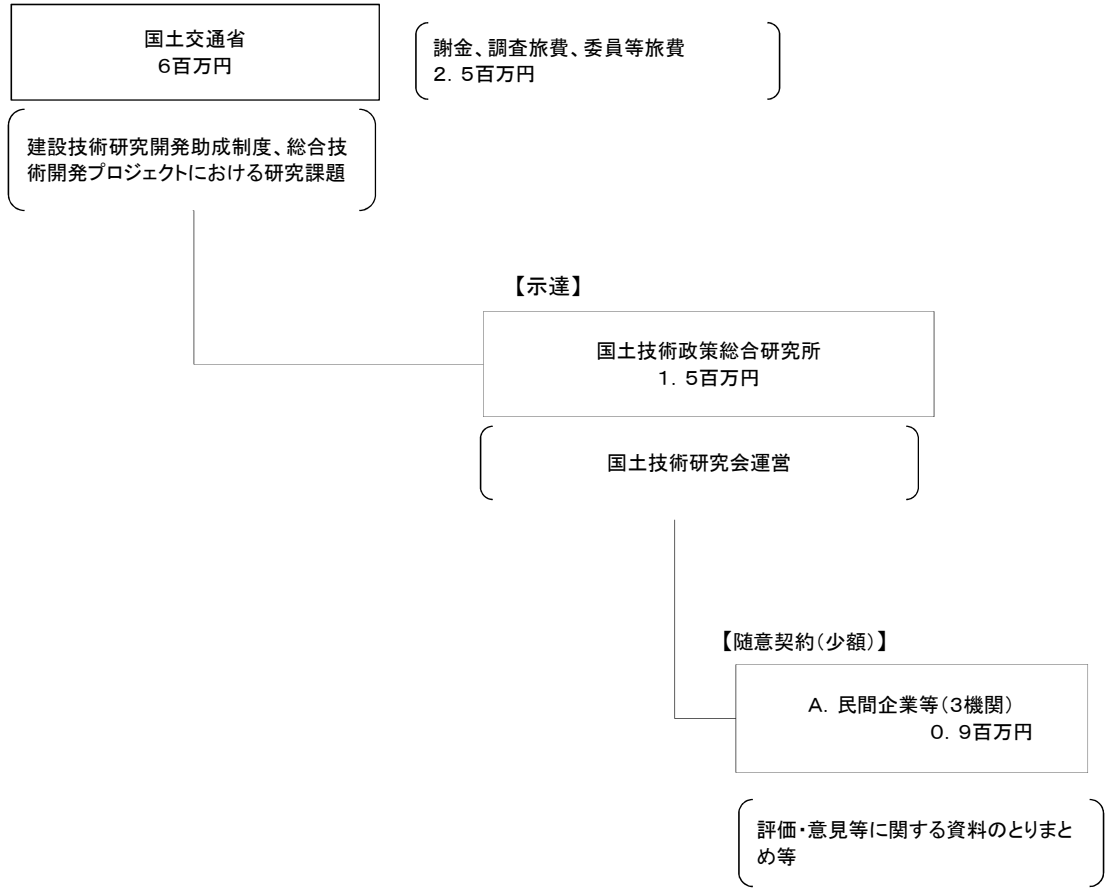 国土交通省
6百万円
謝金、調査旅費、委員等旅費
2．5百万円
建設技術研究開発助成制度、総合技
術開発プロジェクトにおける研究課題
【示達】
国土技術政策総合研究所
1．5百万円
国土技術研究会運営
【随意契約（少額）】
A．民間企業等（3機関）
0．9百万円
評価・意見等に関する資料のとりまと
め等